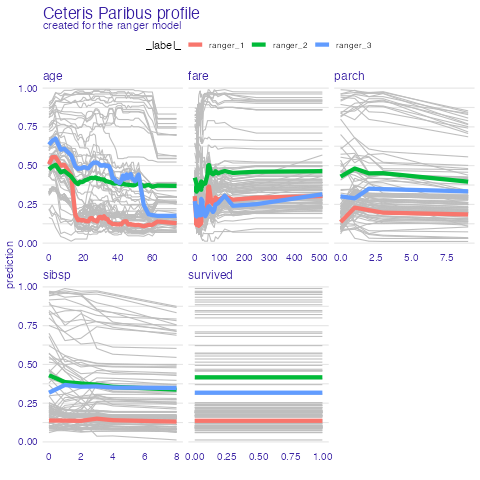 Ceteris Paribus profile
created for the ranger model
_label_ ranger_1 ranger_2 ranger_3
age fare parch
1.00
0.75
0.50
0.25
0.00
0 20 40 60 0 100 200 300 400 500 0.0 2.5 5.0 7.5
prediction
sibsp survived
1.00
0.75
0.50
0.25
0.00
0 2 4 6 8 0.00 0.25 0.50 0.75 1.00